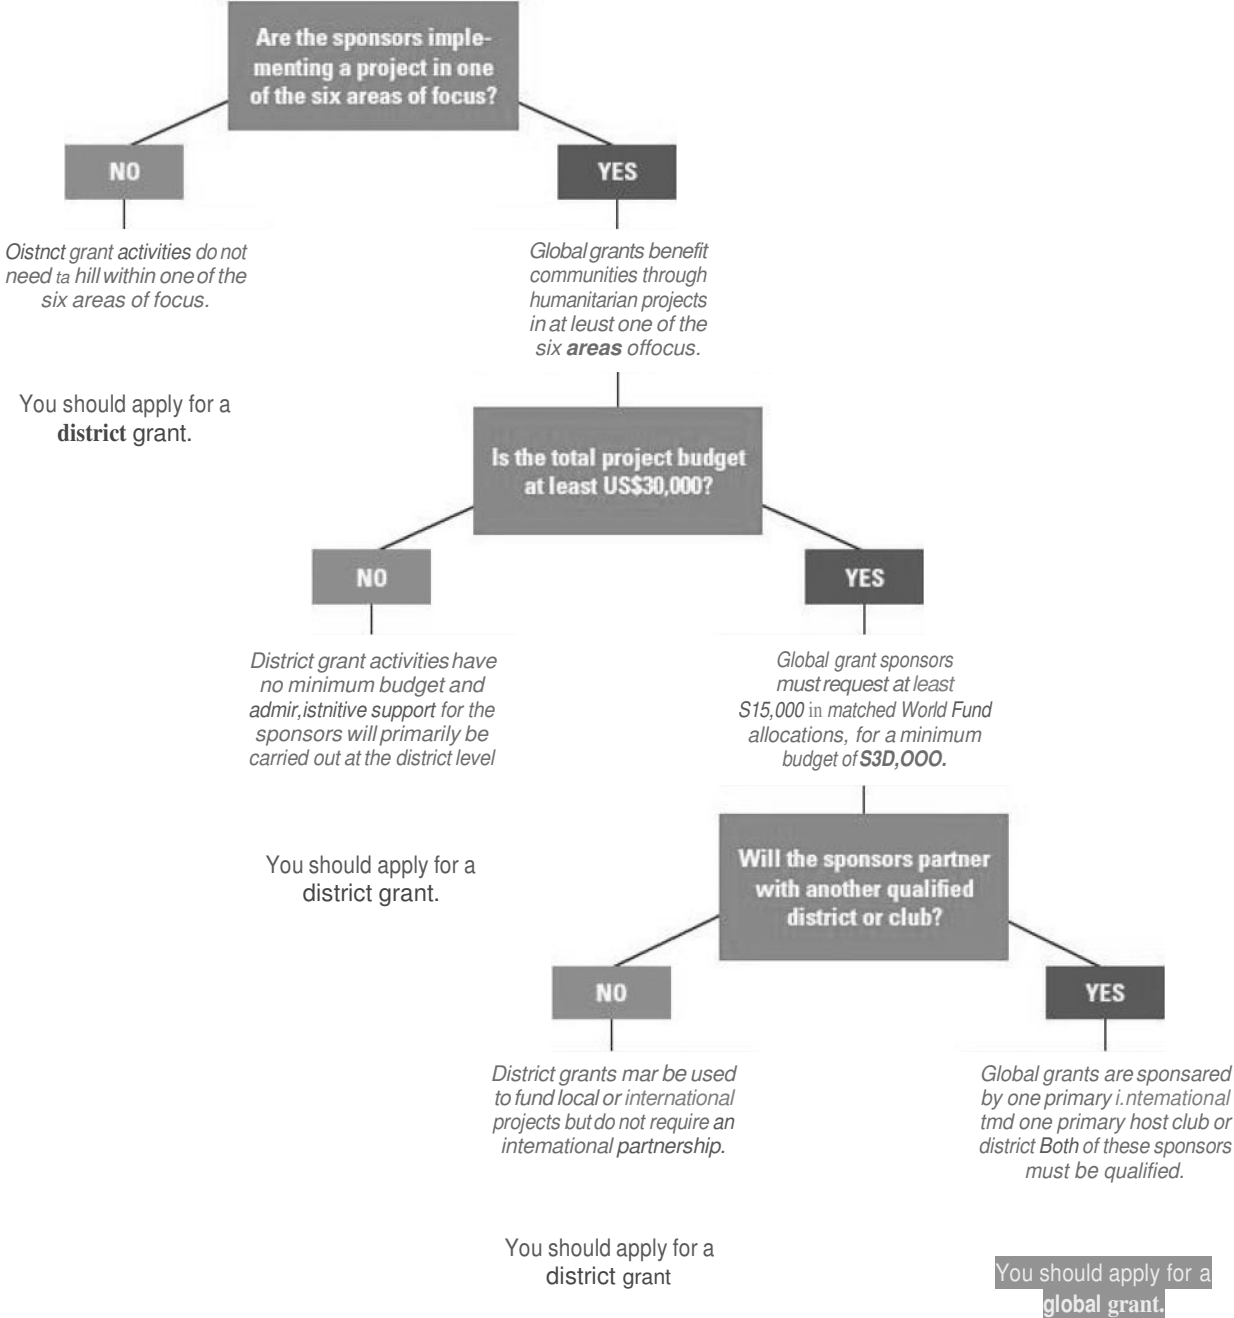 Are the sponsors imple-
menting a project in one
of the six areas of focus?
NO
YES
Oistnct grant activities do not
need ta hill within one of the
six areas of focus.
Global grants benefit
communities through
humanitarian projects
in at leust one of the
six areas offocus.
You should apply for a
district grant.
Is the total project budget
at least US$30,000?
NO
YES
District grant activities have
no minimum budget and
admir,istnitive support for the
sponsors will primarily be
carried out at the district level
Global grant sponsors
must request at least
S15,000 in matched World Fund
allocations, for a minimum
budget of S3D,OOO.
You should apply for a
district grant.
Will the sponsors partner
with another qualified
district or club?
NO
YES
District grants mar be used
to fund local or international
projects but do not require an
intemational partnership.
Global grants are sponsared
by one primary i.ntemational
tmd one primary host club or
district Both of these sponsors
must be qualified.
You should apply for a
district grant
You should apply for a
global grant.